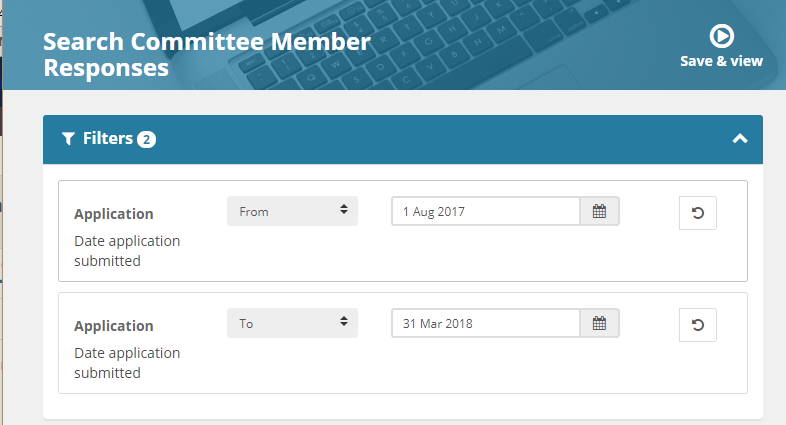 Search Committee Member
Responses
Save & view
Filters 2
Application
From
1 Aug 2017
Date application
submitted
Application
To
31 Mar 2018
Date application
submitted